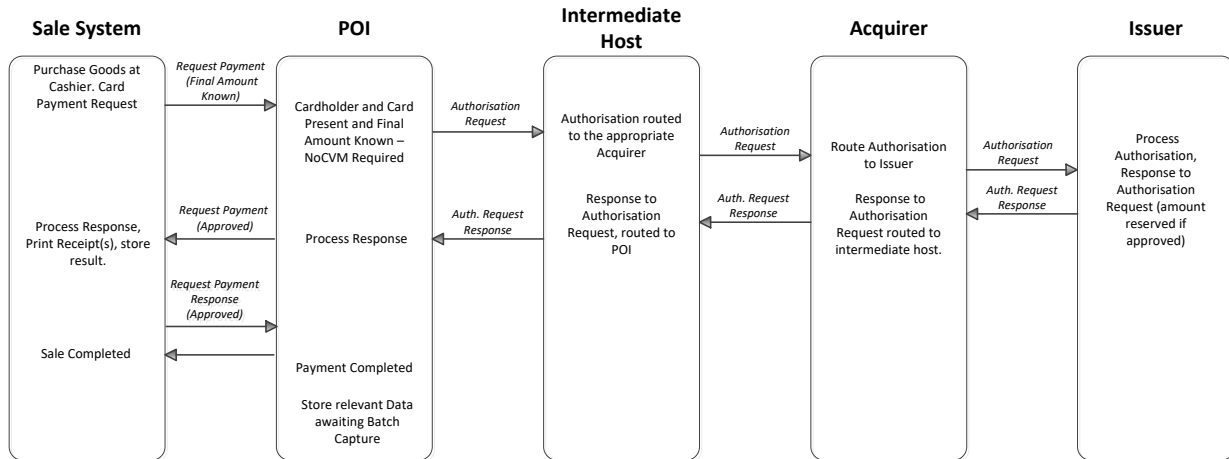 Sale System
POI
Intermediate
Host
Acquirer
Issuer
Purchase Goods at
Cashier. Card
Payment Request
Request Payment
(Final Amount
Known)
Cardholder and Card
Present and Final
Amount Known –
NoCVM Required
Authorisation
Request
Authorisation routed
to the appropriate
Acquirer
Authorisation
Request
Route Authorisation
to Issuer
Authorisation
Request
Process
Authorisation,
Response to
Authorisation
Request (amount
reserved if
approved)
Auth. Request
Response
Response to
Authorisation
Request routed to
intermediate host.
Auth. Request
Response
Response to
Authorisation
Request, routed to
POI
Auth. Request
Response
Process Response
Request Payment
(Approved)
Process Response,
Print Receipt(s), store
result.
Request Payment
Response
(Approved)
Sale Completed
Payment Completed
Store relevant Data
awaiting Batch
Capture